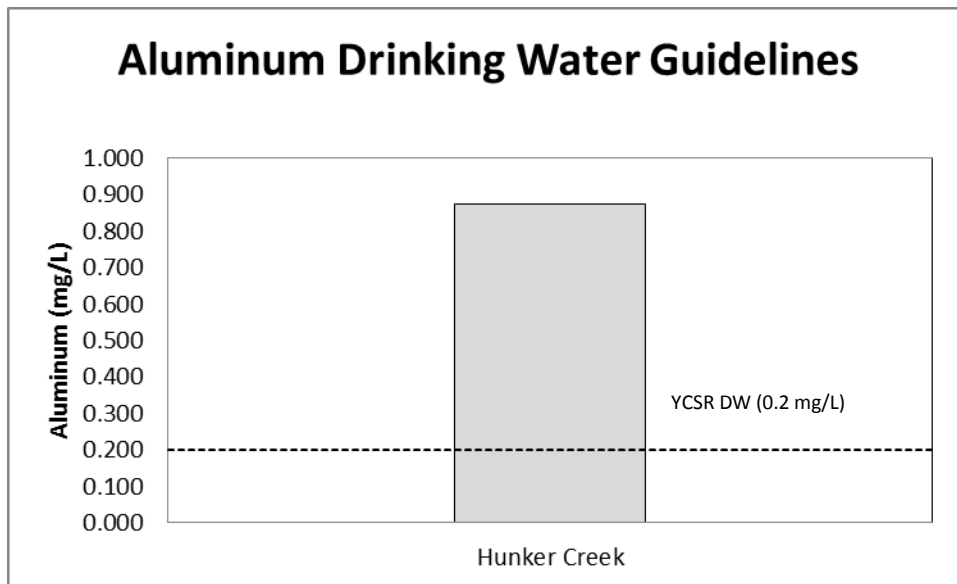 Aluminum Drinking Water Guidelines
Aluminum (mg/L)
1.000
0.900
0.800
0.700
0.600
0.500
0.400
0.300
0.200
0.100
0.000
YCSR DW (0.2 mg/L)
Hunker Creek